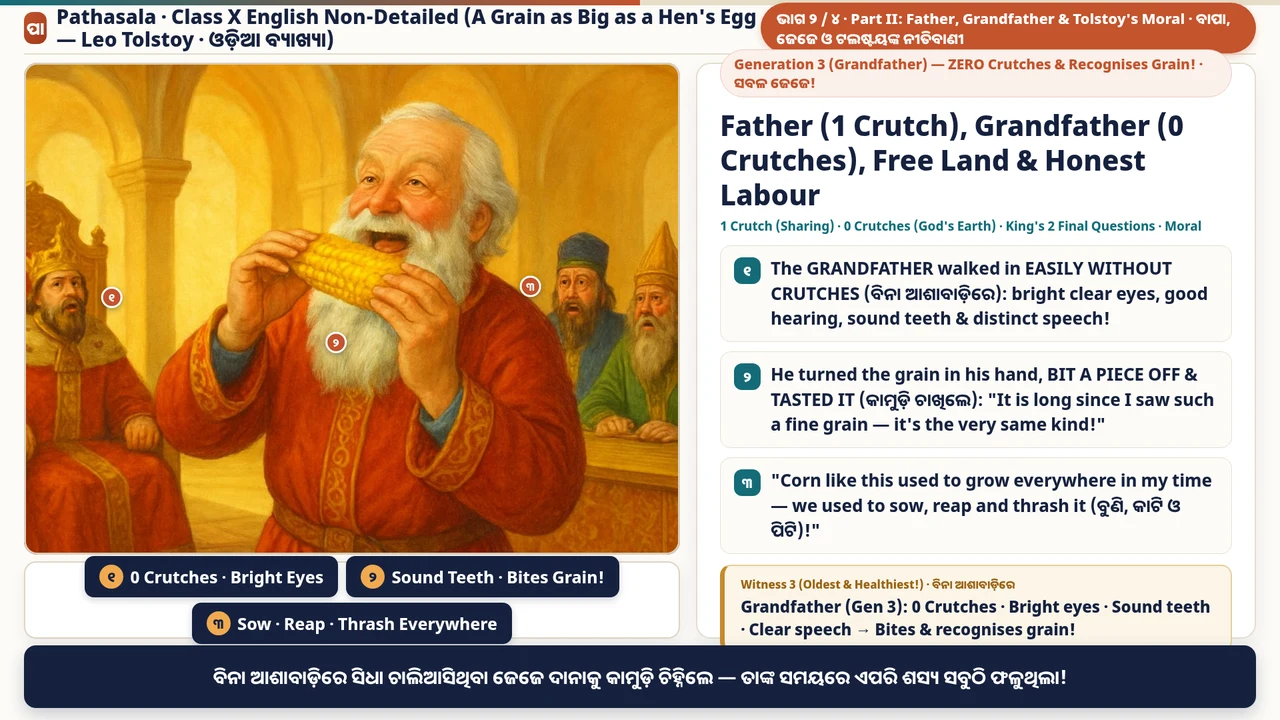 ପା
Pathasala · Class X English Non-Detailed (A Grain as Big as a Hen's Egg
— Leo Tolstoy · ଓଡ଼ିଆ ବ୍ୟାଖ୍ୟା)
ଭାଗ ୨ / ୪ · Part II: Father, Grandfather & Tolstoy's Moral · ବାପା,
ଜେଜେ ଓ ଟଲଷ୍ଟୟଙ୍କ ନୀତିବାଣୀ
Generation 3 (Grandfather) — ZERO Crutches & Recognises Grain! ·
ସବଳ ଜେଜେ!
Father (1 Crutch), Grandfather (0
Crutches), Free Land & Honest
Labour
1 Crutch (Sharing) · 0 Crutches (God's Earth) · King's 2 Final Questions · Moral
୧
The GRANDFATHER walked in EASILY WITHOUT
CRUTCHES (ବିନା ଆଶାବାଡ଼ିରେ): bright clear eyes, good
hearing, sound teeth & distinct speech!
୨
He turned the grain in his hand, BIT A PIECE OFF &
TASTED IT (କାମୁଡ଼ି ଚାଖିଲେ): "It is long since I saw such
a fine grain — it's the very same kind!"
୩
"Corn like this used to grow everywhere in my time
— we used to sow, reap and thrash it (ବୁଣି, କାଟି ଓ
ପିଟି)!"
Witness 3 (Oldest & Healthiest!) · ବିନା ଆଶାବାଡ଼ିରେ
Grandfather (Gen 3): 0 Crutches · Bright eyes · Sound teeth
· Clear speech → Bites & recognises grain!
୧
୨
୩
୧ 0 Crutches · Bright Eyes
୨ Sound Teeth · Bites Grain!
୩ Sow · Reap · Thrash Everywhere
ବିନା ଆଶାବାଡ଼ିରେ ସିଧା ଚାଲିଆସିଥିବା ଜେଜେ ଦାନାକୁ କାମୁଡ଼ି ଚିହ୍ନିଲେ — ତାଙ୍କ ସମୟରେ ଏପରି ଶସ୍ୟ ସବୁଠି ଫଳୁଥିଲା!